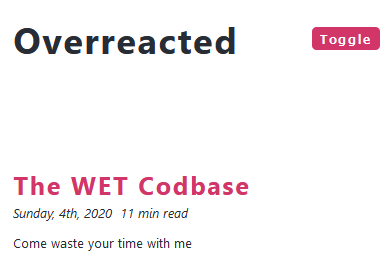 Overreacted
Toggle
The WET Codbase
Sunday, 4th, 2020 11 min read
Come waste your time with me